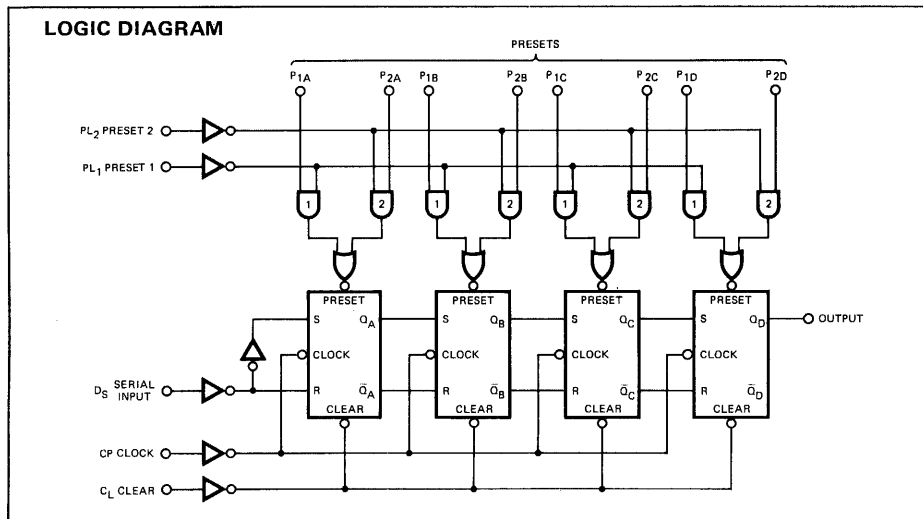 LOGIC DIAGRAM
PRESETS
P1A P2A P1B P2B P1C P2C P1D P2D
PL2 PRESET 2
PL1 PRESET 1
1 2 1 2 1 2 1 2
PRESET PRESET PRESET PRESET
S QA S QB S QC S QD OUTPUT
CLOCK CLOCK CLOCK CLOCK
DS SERIAL INPUT
R Q̄A R Q̄B R Q̄C R Q̄D
CLEAR CLEAR CLEAR CLEAR
CP CLOCK
CL CLEAR